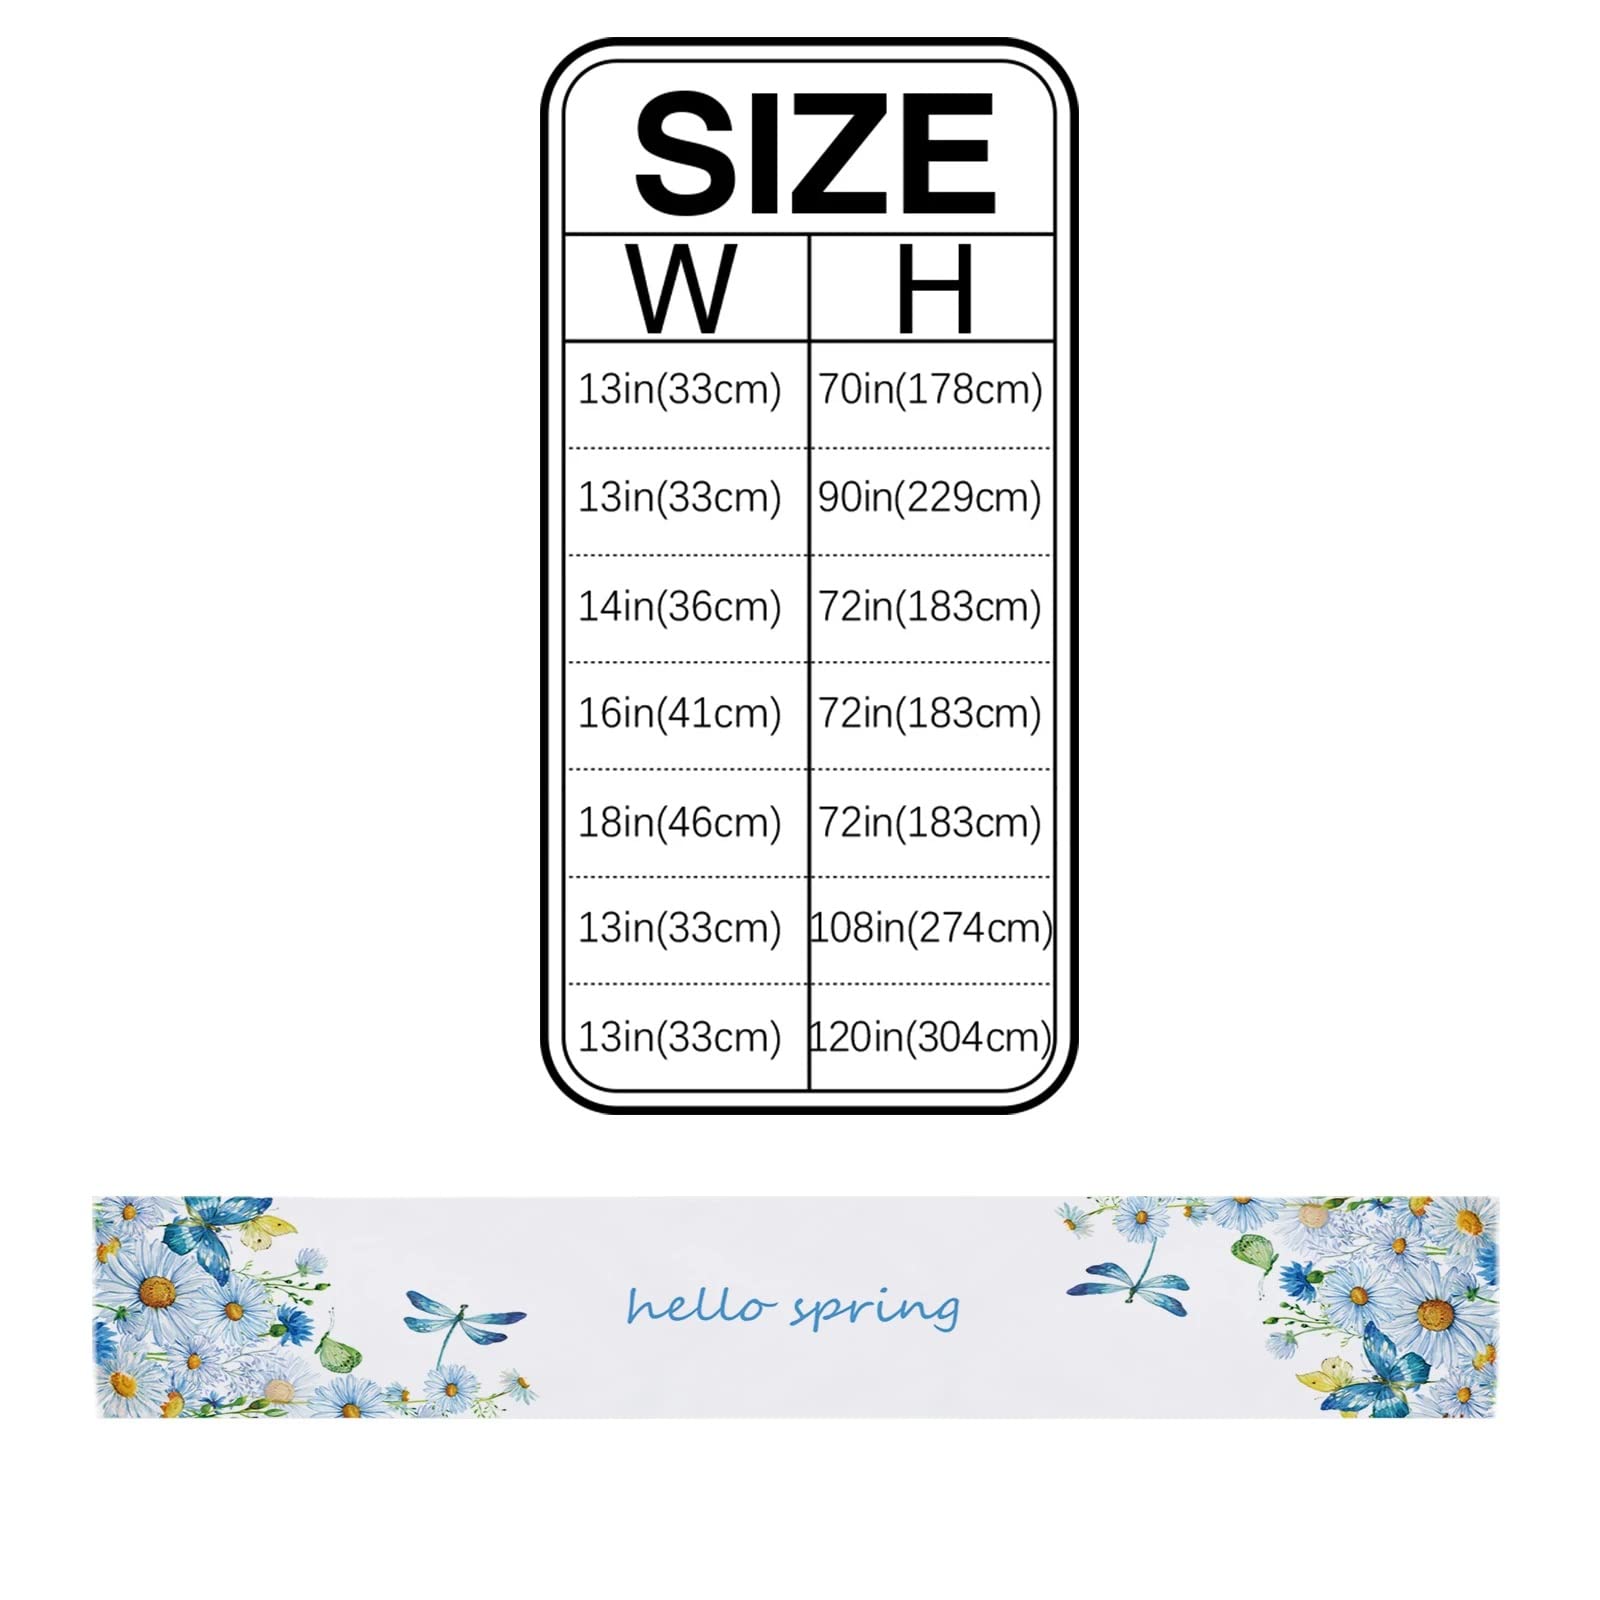 SIZE
W H
13in(33cm) 70in(178cm)
13in(33cm) 90in(229cm)
14in(36cm) 72in(183cm)
16in(41cm) 72in(183cm)
18in(46cm) 72in(183cm)
13in(33cm) 108in(274cm)
13in(33cm) 120in(304cm)
hello spring